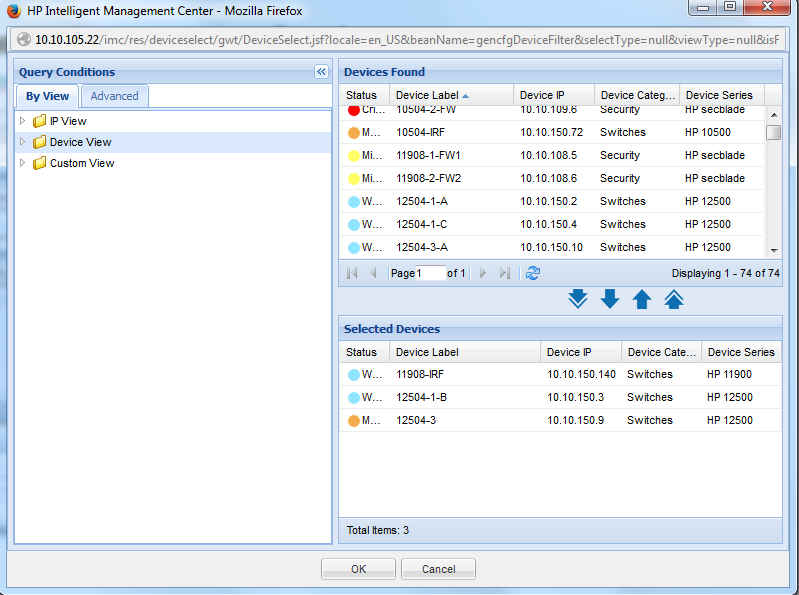 HP Intelligent Management Center - Mozilla Firefox
10.10.105.22/imc/res/deviceselect/gwt/DeviceSelect.jsf?locale=en_US&beanName=gencfgDeviceFilter&selectType=null&viewType=null&isF
Query Conditions
By View Advanced
IP View
Device View
Custom View
Devices Found
Status Device Label Device IP Device Categ... Device Series
Cri... 10504-2-FW 10.10.109.6 Security HP secblade
M... 10504-IRF 10.10.150.72 Switches HP 10500
Mi... 11908-1-FW1 10.10.108.5 Security HP secblade
Mi... 11908-2-FW2 10.10.108.6 Security HP secblade
W... 12504-1-A 10.10.150.2 Switches HP 12500
W... 12504-1-C 10.10.150.4 Switches HP 12500
W... 12504-3-A 10.10.150.10 Switches HP 12500
Page 1 of 1 Displaying 1 - 74 of 74
Selected Devices
Status Device Label Device IP Device Cate... Device Series
W... 11908-IRF 10.10.150.140 Switches HP 11900
W... 12504-1-B 10.10.150.3 Switches HP 12500
M... 12504-3 10.10.150.9 Switches HP 12500
Total Items: 3
OK Cancel